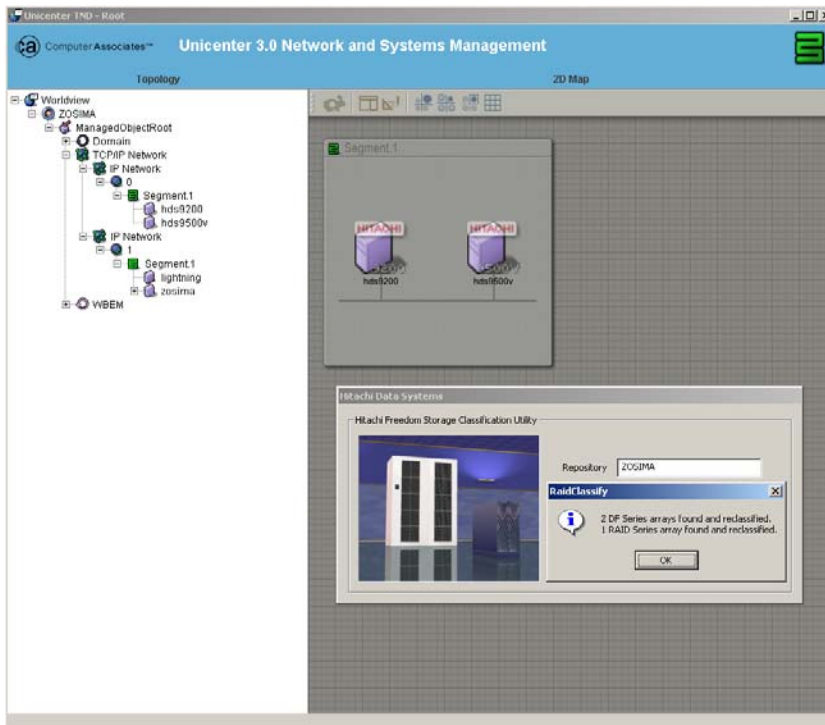 Unicenter TND - Root
ca Computer Associates™ Unicenter 3.0 Network and Systems Management
Topology 2D Map
Worldview
ZOSIMA
ManagedObjectRoot
Domain
TCP/IP Network
IP Network
0
Segment.1
hds9200
hds9500v
IP Network
1
Segment.1
lightning
zosima
WBEM
Segment.1
HITACHI HITACHI
9200 9500v
hds9200 hds9500v
Hitachi Data Systems
Hitachi Freedom Storage Classification Utility
Repository ZOSIMA
RaidClassify
2 DF Series arrays found and reclassified.
1 RAID Series array found and reclassified.
OK